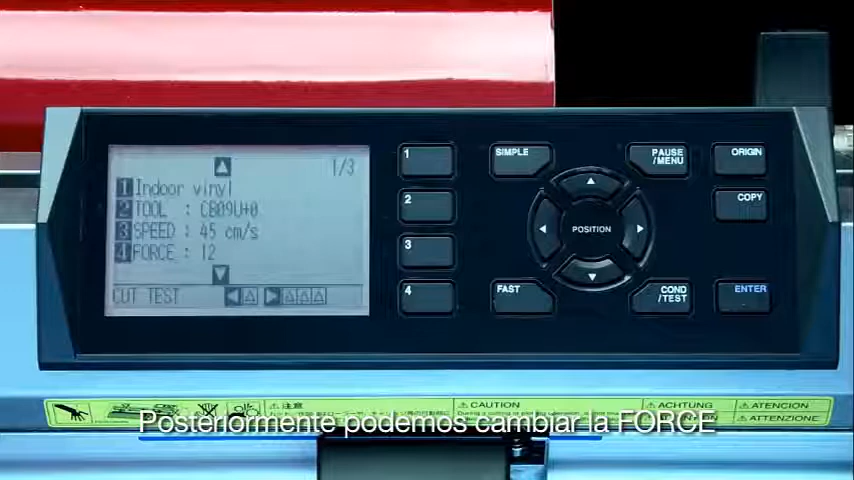 1/3
1 Indoor vinyl
2 TOOL : CB09U+0
3 SPEED : 45 cm/s
4 FORCE : 12
CUT TEST
1
2
3
4
SIMPLE
PAUSE
/MENU
ORIGIN
COPY
POSITION
FAST
COND
/TEST
ENTER
注意
CAUTION
ACHTUNG
ATENCION
ATTENZIONE
Posteriormente podemos cambiar la FORCE